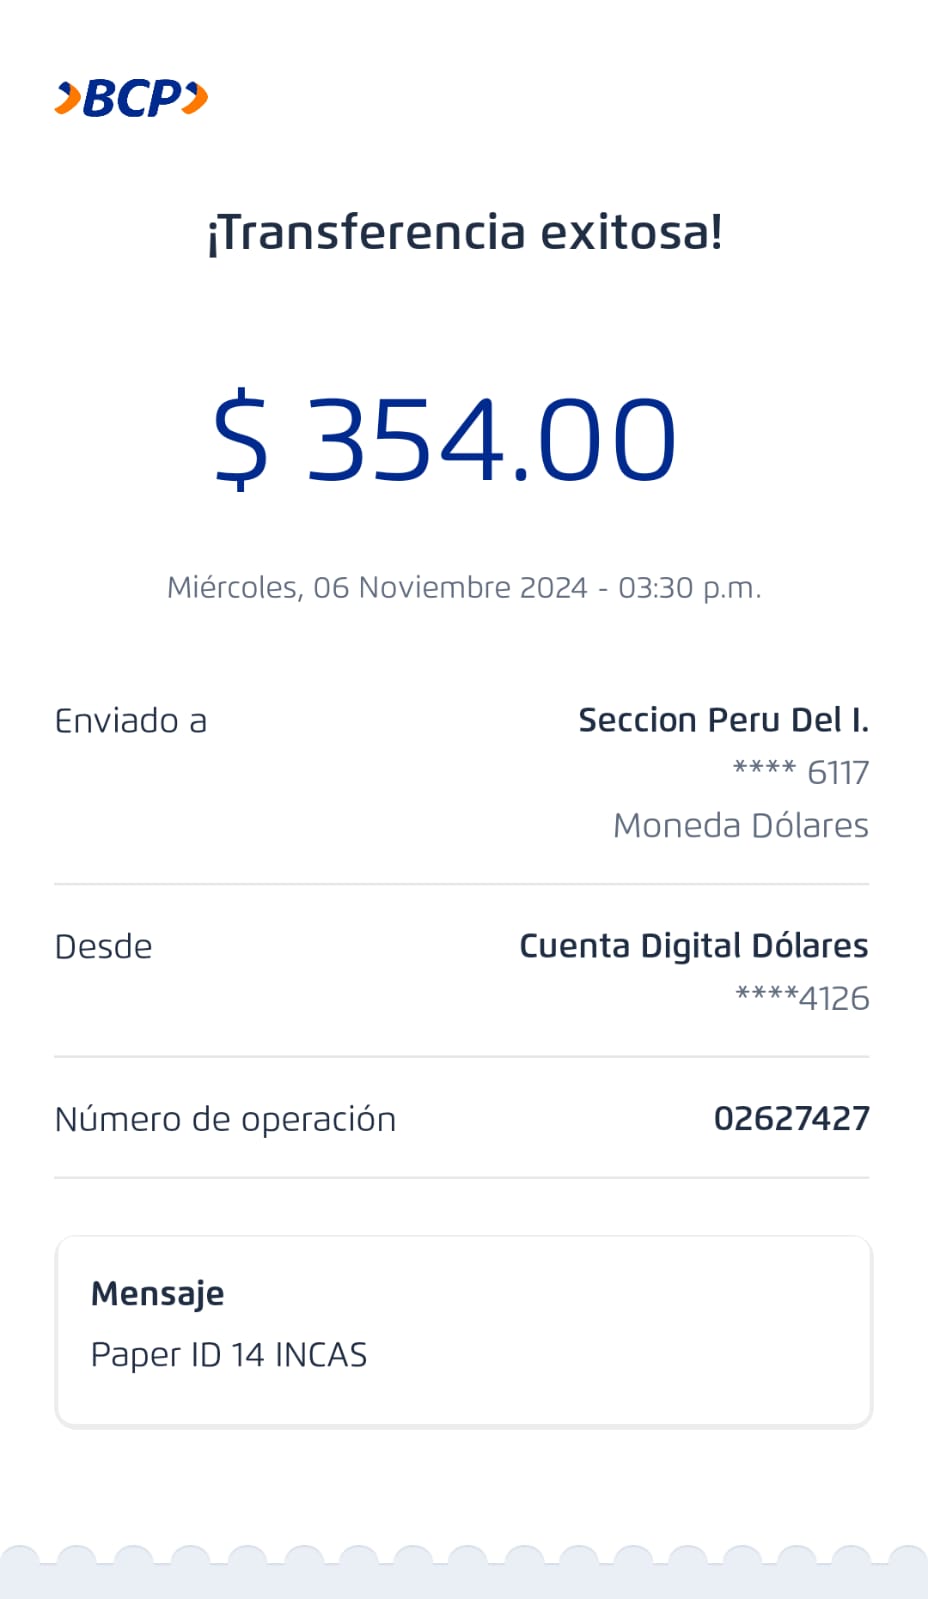 BCP
¡Transferencia exitosa!
$ 354.00
Miércoles, 06 Noviembre 2024 - 03:30 p.m.
Enviado a
Seccion Peru Del I.
**** 6117
Moneda Dólares
Desde
Cuenta Digital Dólares
****4126
Número de operación
02627427
Mensaje
Paper ID 14 INCAS